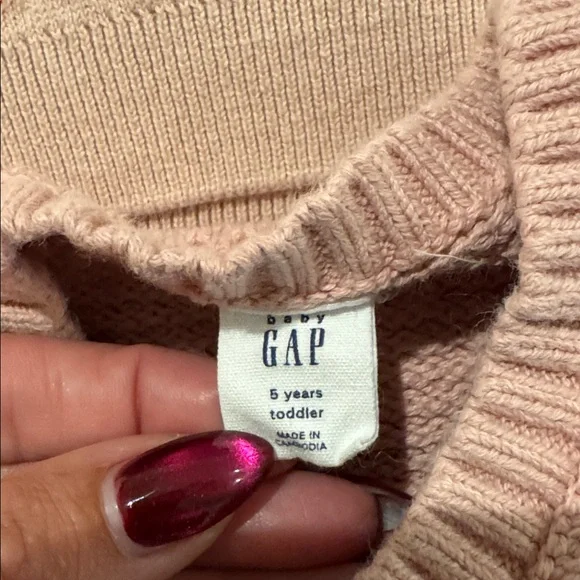 baby
GAP
5 years
toddler
MADE IN
CAMBODIA